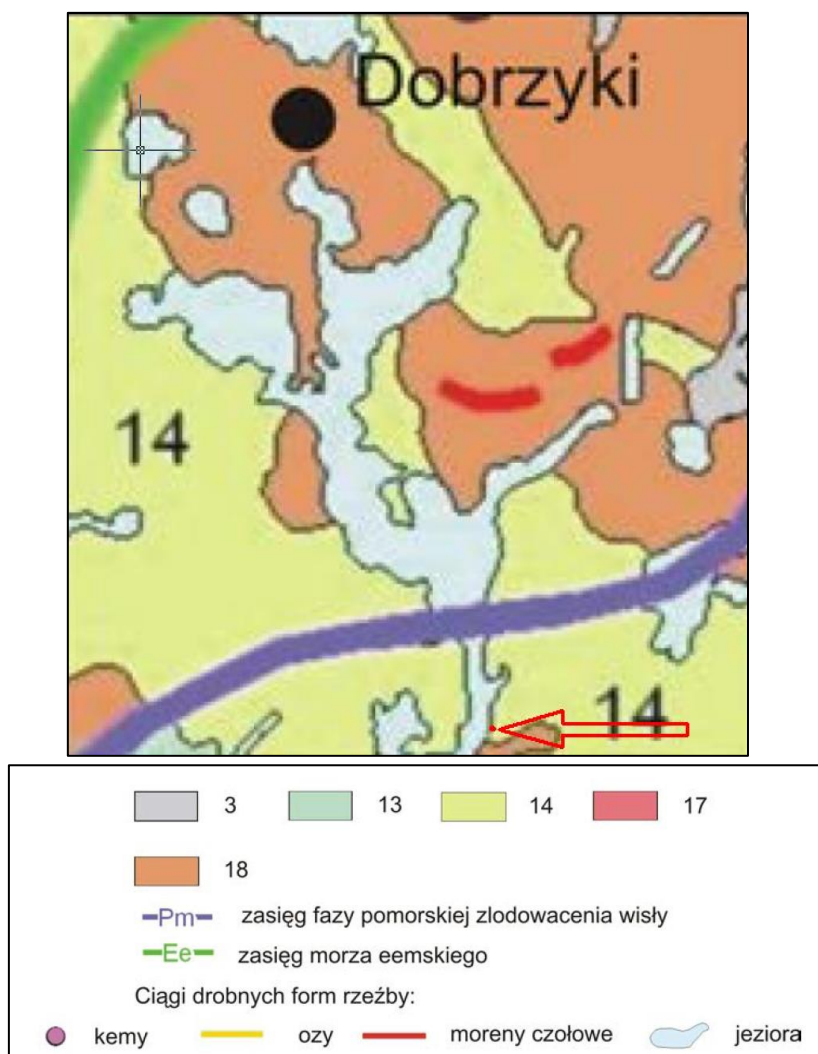 Dobrzyki
14
14
3 13 14 17
18
Pm zasięg fazy pomorskiej zlodowacenia wisły
Ee zasięg morza eemskiego
Ciągi drobnych form rzeźby:
kemy ozy moreny czołowe jeziora